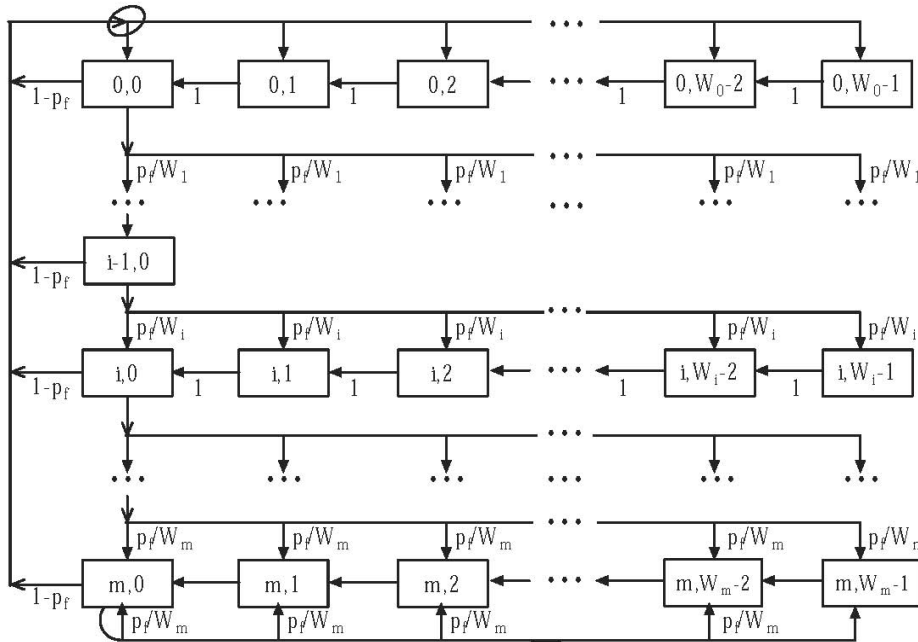 ...
0,0 0,1 0,2 ... 0,W₀-2 0,W₀-1
1-p_f 1 1 1 1
...
p_f/W₁ p_f/W₁ p_f/W₁ p_f/W₁ p_f/W₁
... ... ... ... ... ...
i-1,0
1-p_f
...
p_f/W_i p_f/W_i p_f/W_i p_f/W_i p_f/W_i
i,0 i,1 i,2 ... i,W_i-2 i,W_i-1
1-p_f 1 1 1 1
...
... ... ... ... ... ...
...
p_f/W_m p_f/W_m p_f/W_m p_f/W_m p_f/W_m
m,0 m,1 m,2 ... m,W_m-2 m,W_m-1
1-p_f p_f/W_m p_f/W_m p_f/W_m p_f/W_m